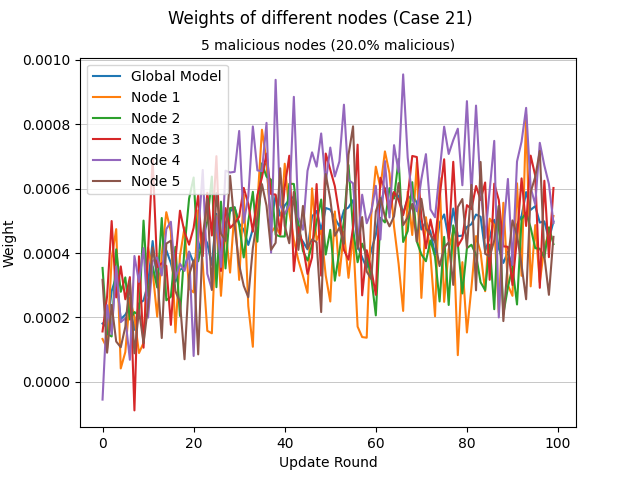 Weights of different nodes (Case 21)
5 malicious nodes (20.0% malicious)
0.0010
0.0008
0.0006
0.0004
0.0002
0.0000
Weight
Global Model
Node 1
Node 2
Node 3
Node 4
Node 5
0 20 40 60 80 100
Update Round